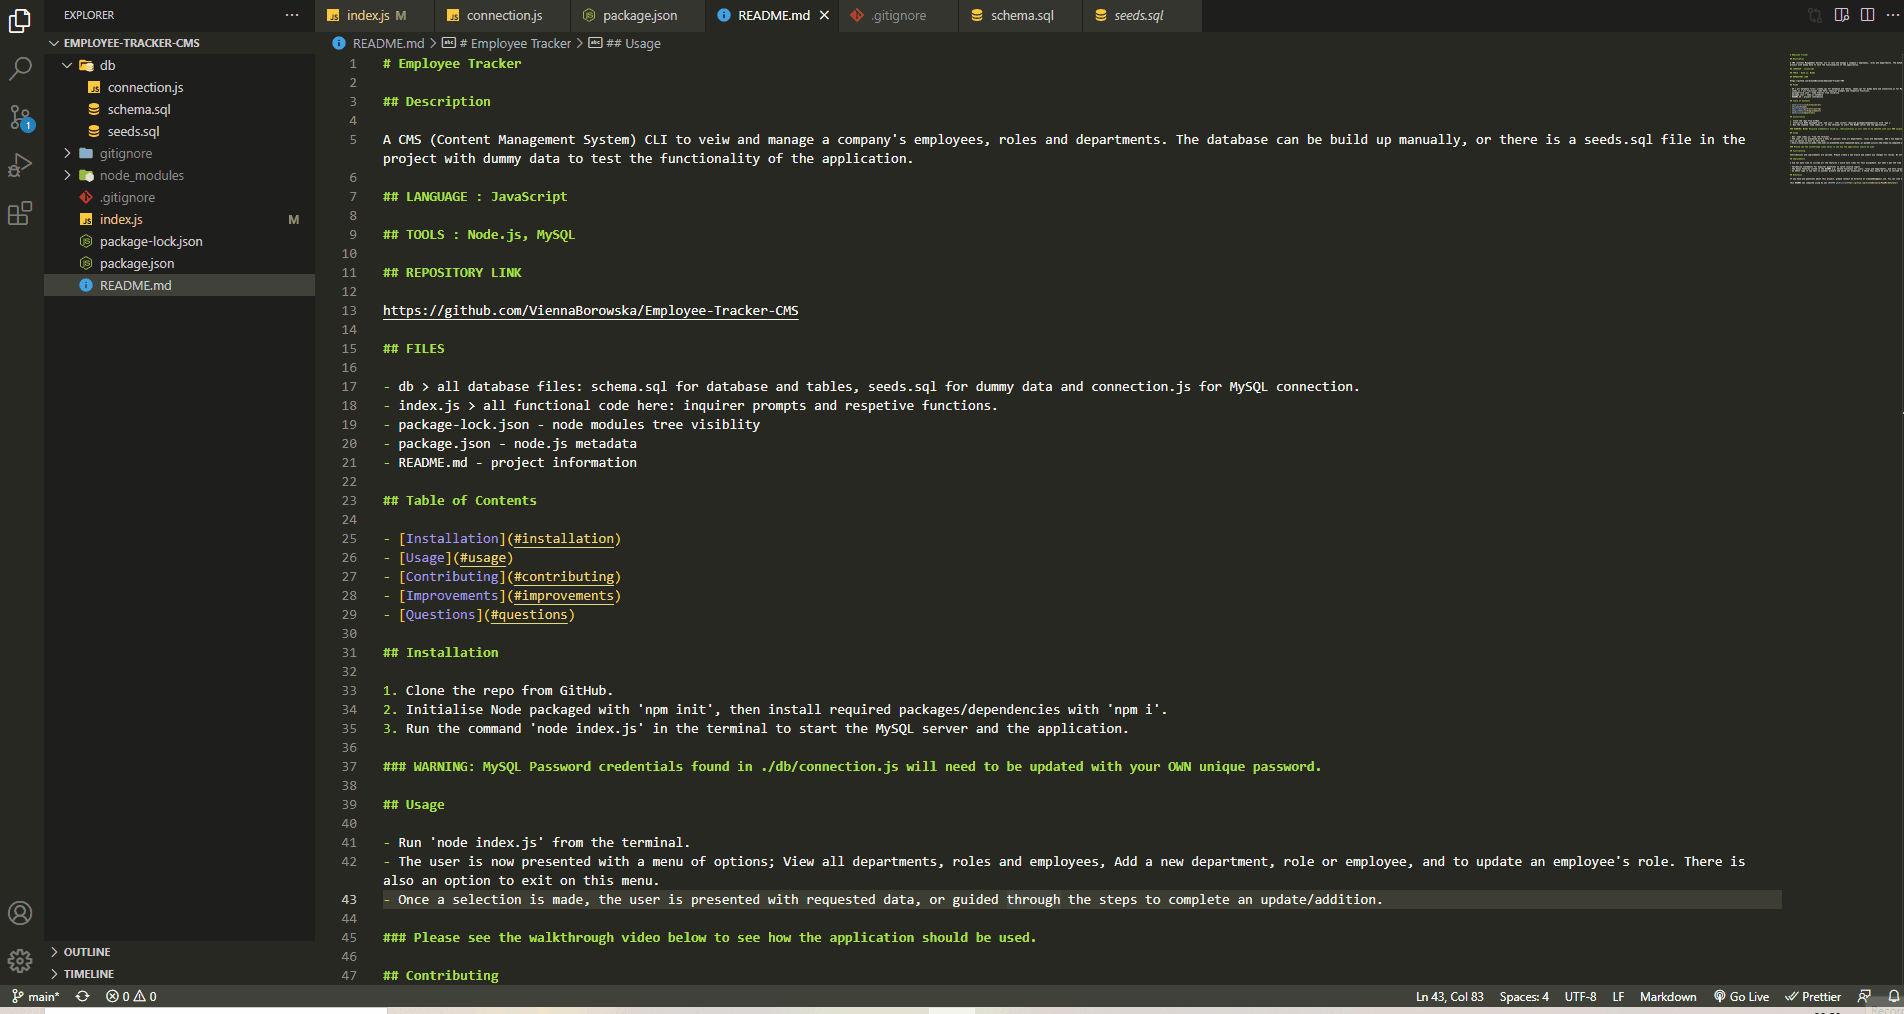 EXPLORER ···
index.js M
connection.js
package.json
README.md
.gitignore
schema.sql
seeds.sql
EMPLOYEE-TRACKER-CMS
README.md > # Employee Tracker > ## Usage
db
connection.js
schema.sql
seeds.sql
gitignore
node_modules
.gitignore
index.js M
package-lock.json
package.json
README.md
1
1 # Employee Tracker
2
3 ## Description
4
5 A CMS (Content Management System) CLI to veiw and manage a company's employees, roles and departments. The database can be build up manually, or there is a seeds.sql file in the
project with dummy data to test the functionality of the application.
6
7 ## LANGUAGE : JavaScript
8
9 ## TOOLS : Node.js, MySQL
10
11 ## REPOSITORY LINK
12
13 https://github.com/ViennaBorowska/Employee-Tracker-CMS
14
15 ## FILES
16
17 - db > all database files: schema.sql for database and tables, seeds.sql for dummy data and connection.js for MySQL connection.
18 - index.js > all functional code here: inquirer prompts and respetive functions.
19 - package-lock.json - node modules tree visiblity
20 - package.json - node.js metadata
21 - README.md - project information
22
23 ## Table of Contents
24
25 - [Installation](#installation)
26 - [Usage](#usage)
27 - [Contributing](#contributing)
28 - [Improvements](#improvements)
29 - [Questions](#questions)
30
31 ## Installation
32
33 1. Clone the repo from GitHub.
34 2. Initialise Node packaged with 'npm init', then install required packages/dependencies with 'npm i'.
35 3. Run the command 'node index.js' in the terminal to start the MySQL server and the application.
36
37 ### WARNING: MySQL Password credentials found in ./db/connection.js will need to be updated with your OWN unique password.
38
39 ## Usage
40
41 - Run 'node index.js' from the terminal.
42 - The user is now presented with a menu of options; View all departments, roles and employees, Add a new department, role or employee, and to update an employee's role. There is
also an option to exit on this menu.
43 - Once a selection is made, the user is presented with requested data, or guided through the steps to complete an update/addition.
44
45 ### Please see the walkthrough video below to see how the application should be used.
46
47 ## Contributing
OUTLINE
TIMELINE
main* 0 0
Ln 43, Col 83 Spaces: 4 UTF-8 LF Markdown Go Live Prettier